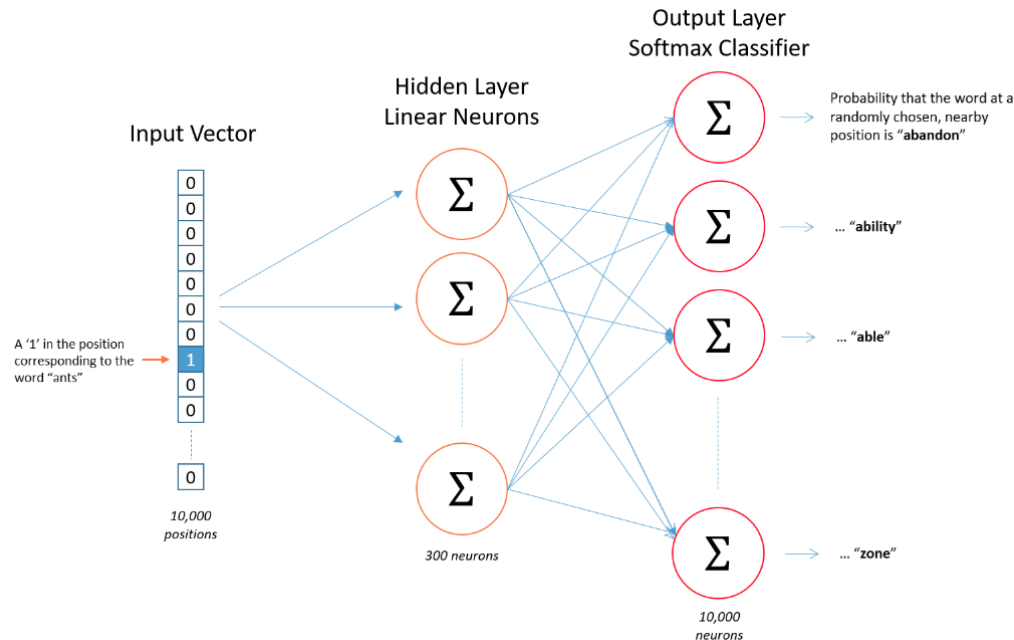 Output Layer
Softmax Classifier
Hidden Layer
Linear Neurons
Input Vector
0
0
0
0
0
0
0
1
0
0
0
A ‘1’ in the position
corresponding to the
word “ants”
10,000
positions
Σ
Σ
Σ
300 neurons
Σ
Σ
Σ
Σ
10,000
neurons
Probability that the word at a
randomly chosen, nearby
position is “abandon”
... “ability”
... “able”
... “zone”